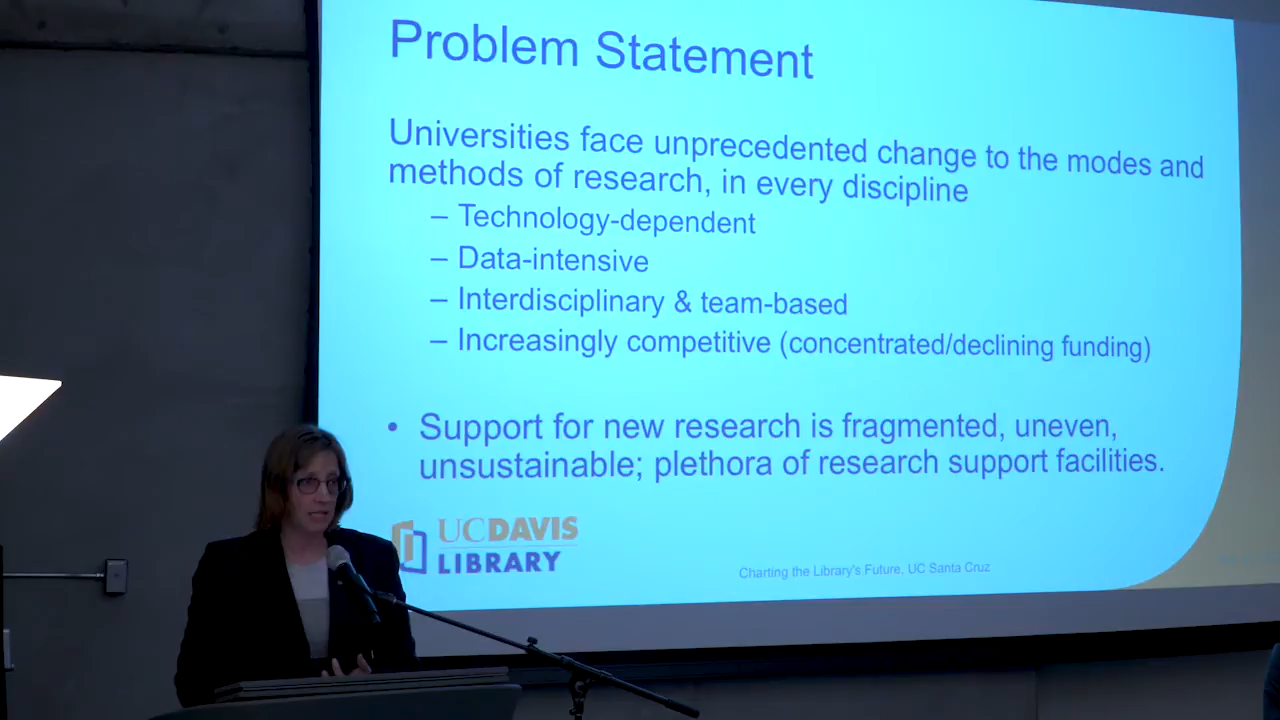 Problem Statement
Universities face unprecedented change to the modes and
methods of research, in every discipline
– Technology-dependent
– Data-intensive
– Interdisciplinary & team-based
– Increasingly competitive (concentrated/declining funding)
• Support for new research is fragmented, uneven,
unsustainable; plethora of research support facilities.
UCDAVIS
LIBRARY
Charting the Library's Future, UC Santa Cruz